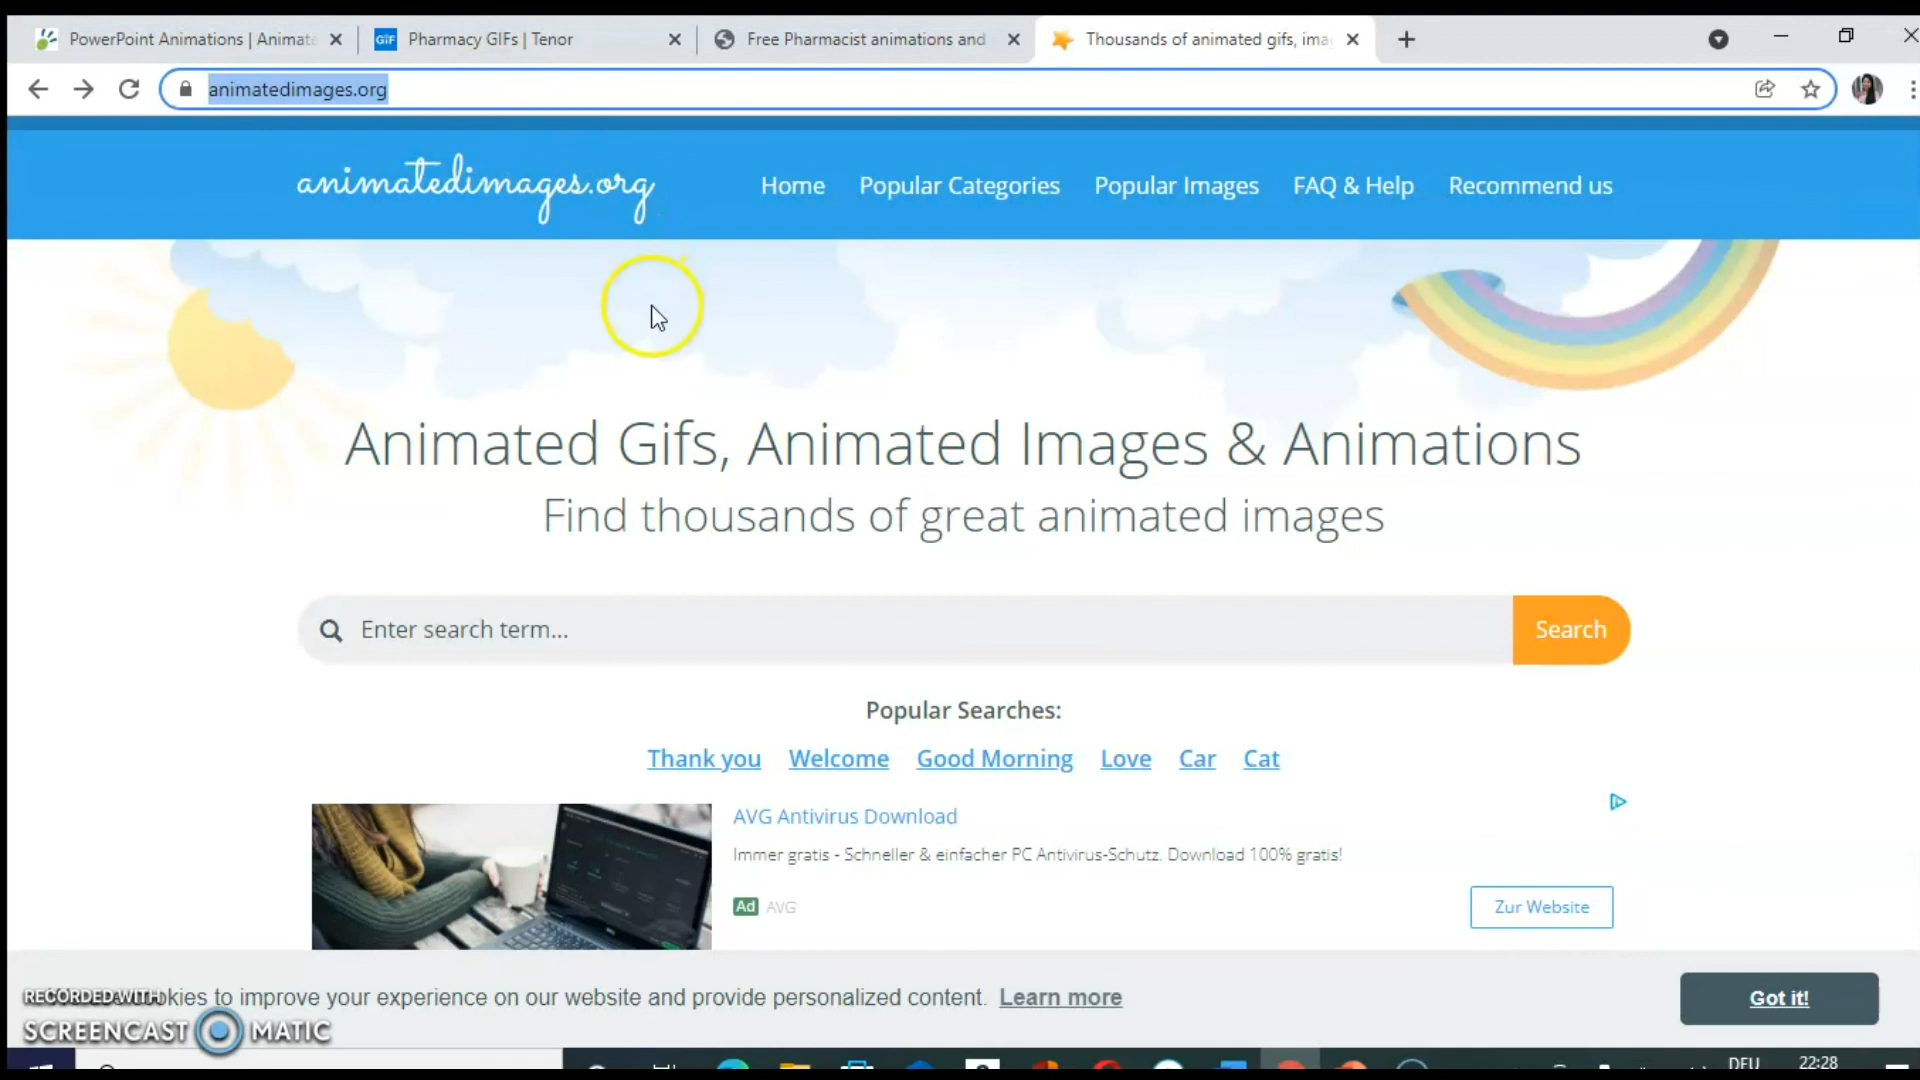 PowerPoint Animations | Animate
GIF
Pharmacy GIFs | Tenor
Free Pharmacist animations and
Thousands of animated gifs, ima
animatedimages.org
animatedimages.org
Home
Popular Categories
Popular Images
FAQ & Help
Recommend us
Animated Gifs, Animated Images & Animations
Find thousands of great animated images
Enter search term...
Search
Popular Searches:
Thank you
Welcome
Good Morning
Love
Car
Cat
AVG Antivirus Download
Immer gratis - Schneller & einfacher PC Antivirus-Schutz. Download 100% gratis!
Ad AVG
Zur Website
RECORDED WITH
kies to improve your experience on our website and provide personalized content. Learn more
Got it!
SCREENCAST MATIC
DEU
22:28